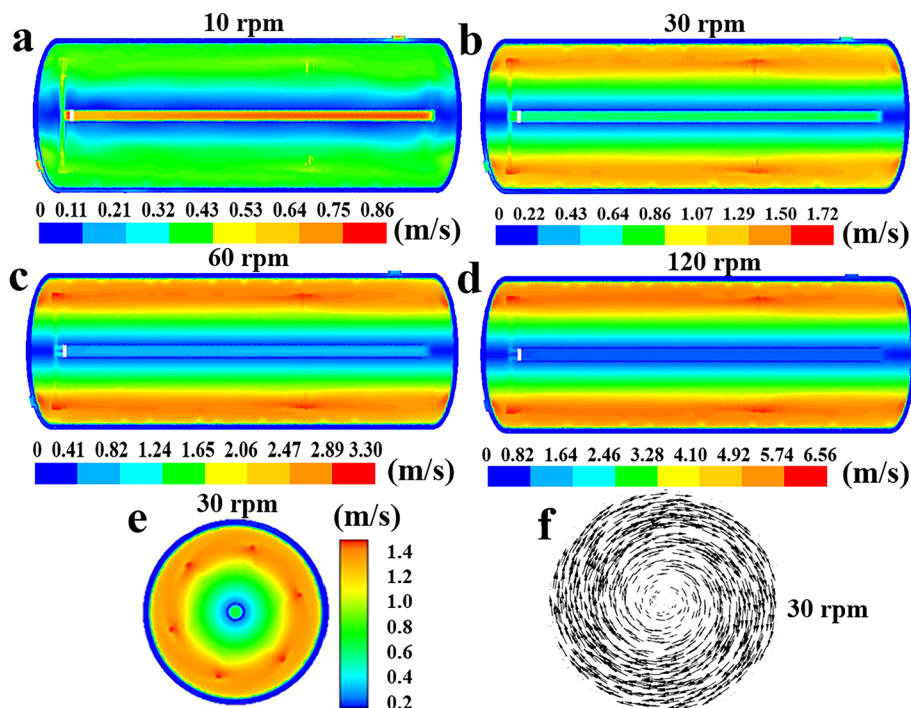 a 10 rpm b 30 rpm
0 0.11 0.21 0.32 0.43 0.53 0.64 0.75 0.86 (m/s)
0 0.22 0.43 0.64 0.86 1.07 1.29 1.50 1.72 (m/s)
c 60 rpm d 120 rpm
0 0.41 0.82 1.24 1.65 2.06 2.47 2.89 3.30 (m/s)
0 0.82 1.64 2.46 3.28 4.10 4.92 5.74 6.56 (m/s)
e 30 rpm (m/s)
1.4
1.2
1.0
0.8
0.6
0.4
0.2
f 30 rpm